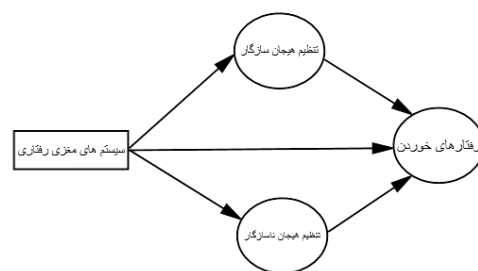 تنظیم هیجان سازگار
رفتارهای خوردن
سیستم های مغزی رفتاری
تنظیم هیجان ناسازگار